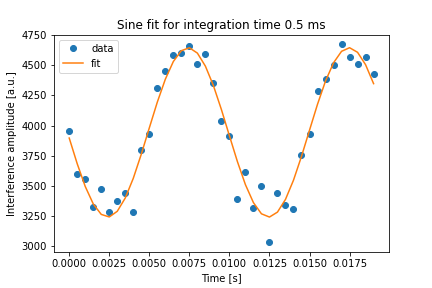 Sine fit for integration time 0.5 ms
4750
4500
4250
4000
3750
3500
3250
3000
Interference amplitude [a.u.]
data
fit
0.0000 0.0025 0.0050 0.0075 0.0100 0.0125 0.0150 0.0175
Time [s]